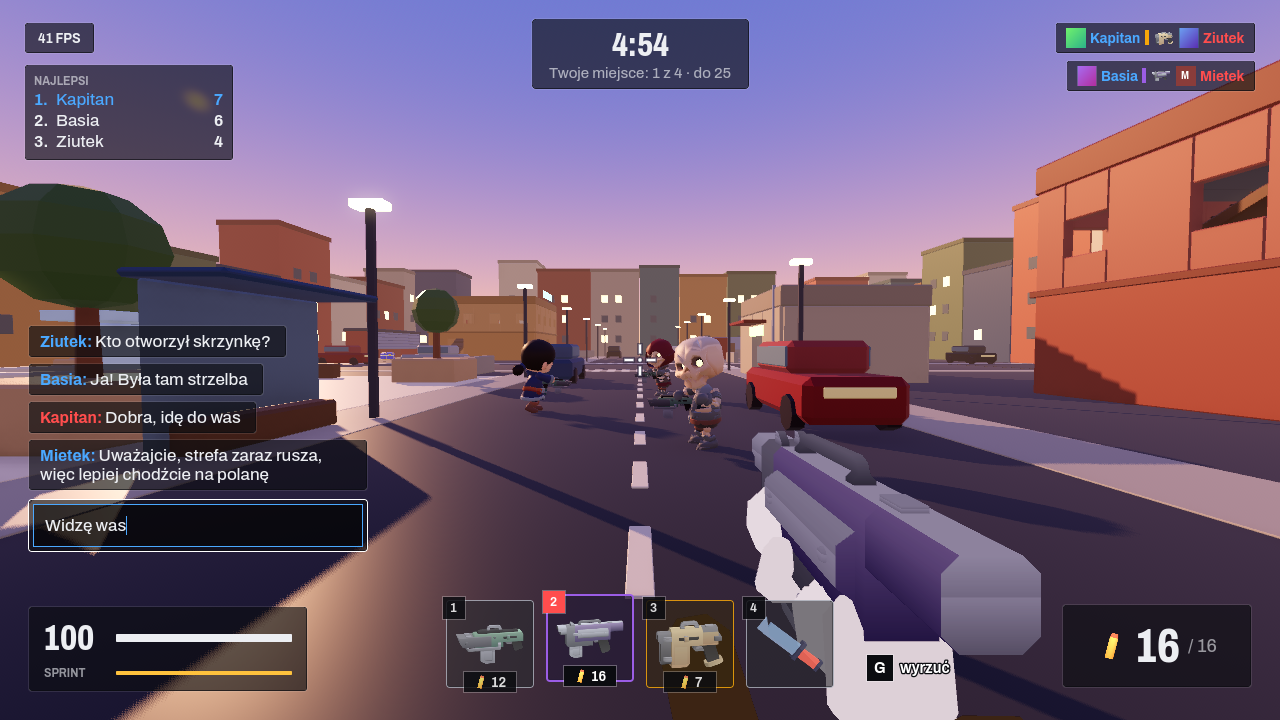 41 FPS
4:54
Twoje miejsce: 1 z 4 · do 25
NAJLEPSI
1. Kapitan 7
2. Basia 6
3. Ziutek 4
Kapitan Ziutek
Basia M Mietek
Ziutek: Kto otworzył skrzynkę?
Basia: Ja! Była tam strzelba
Kapitan: Dobra, idę do was
Mietek: Uważajcie, strefa zaraz rusza,
więc lepiej chodźcie na polanę
Widzę was
100
SPRINT
1
12
2
16
3
7
4
G wyrzuć
16 / 16